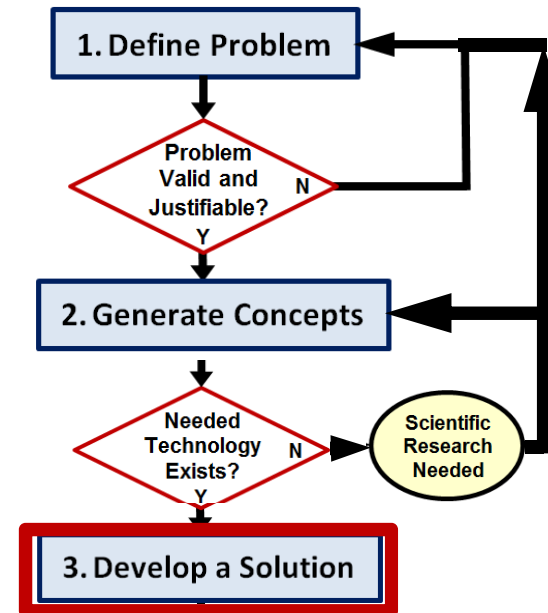 1. Define Problem
Problem
Valid and
Justifiable?
N
Y
2. Generate Concepts
Needed
Technology
Exists?
N
Y
Scientific
Research
Needed
3. Develop a Solution